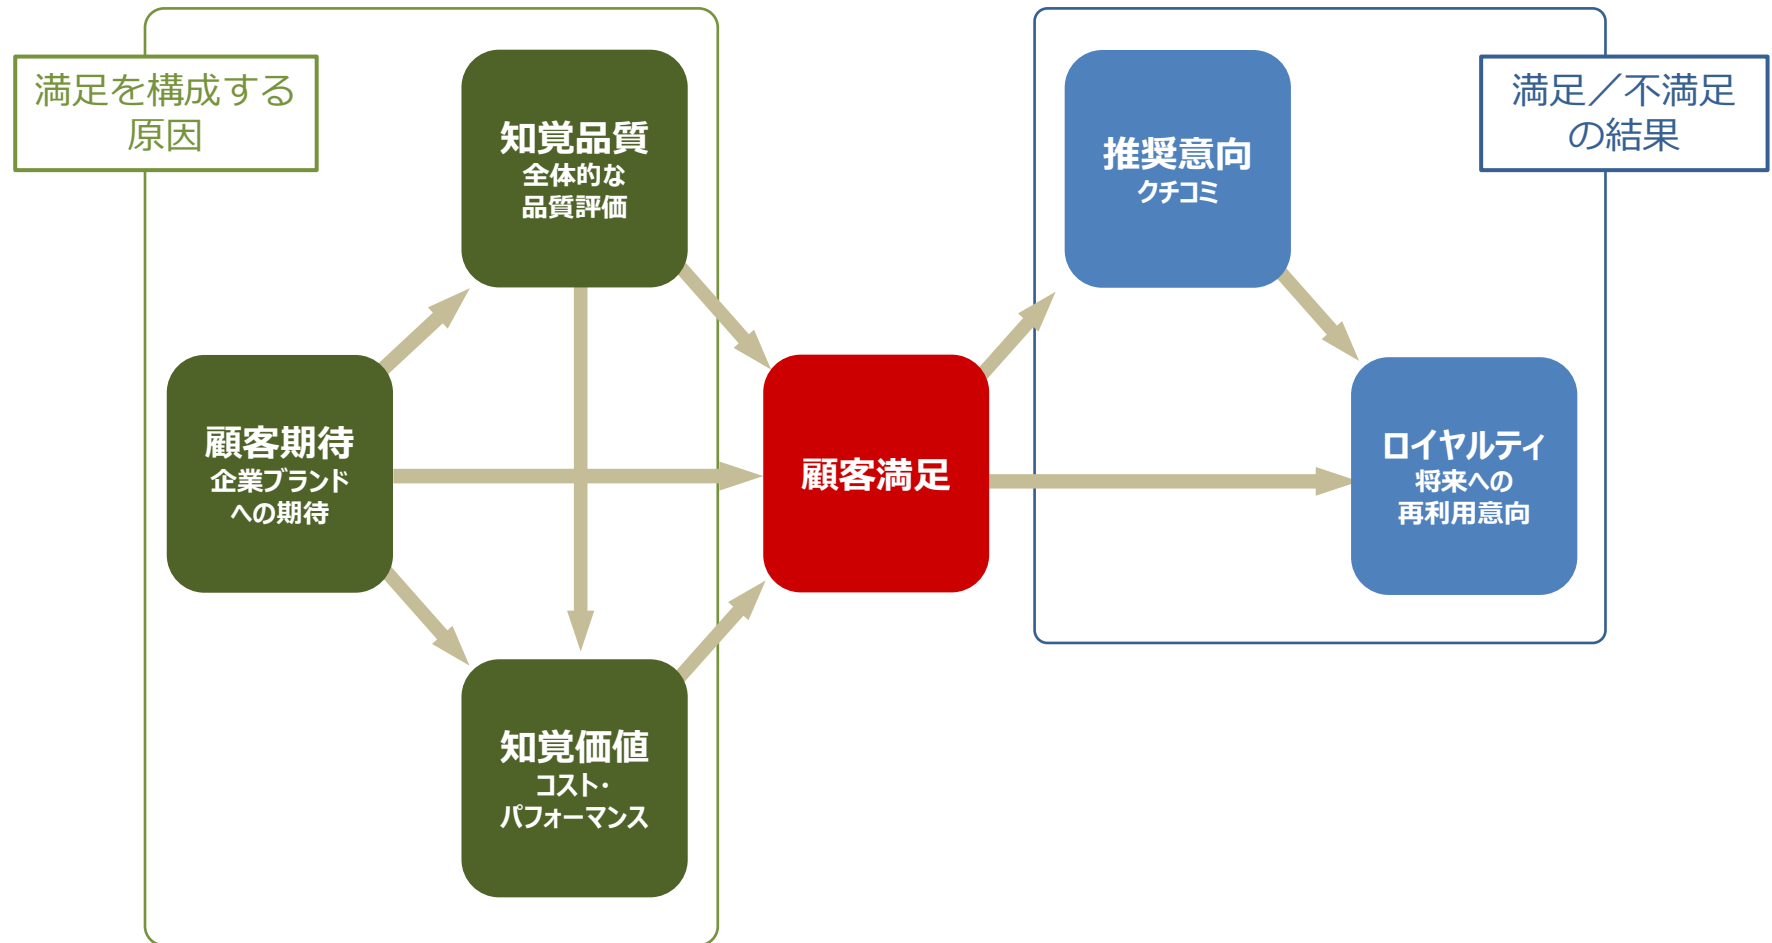 満足を構成する
原因
知覚品質
全体的な
品質評価
顧客期待
企業ブランド
への期待
知覚価値
コスト・
パフォーマンス
顧客満足
推奨意向
クチコミ
ロイヤルティ
将来への
再利用意向
満足／不満足
の結果